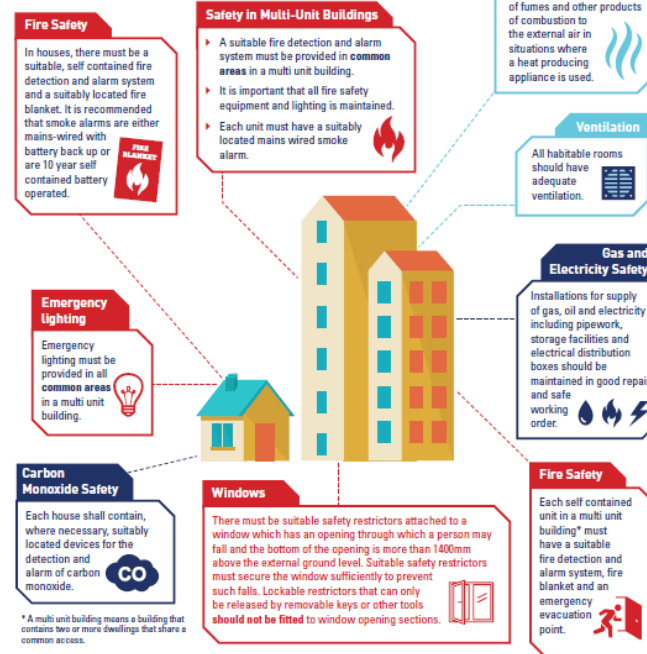 Fire Safety
In houses, there must be a
suitable, self contained fire
detection and alarm system
and a suitably located fire
blanket. It is recommended
that smoke alarms are either
mains-wired with
battery back up or
are 10 year self
contained battery
operated.
FIRE
BLANKET
Safety in Multi-Unit Buildings
A suitable fire detection and alarm
system must be provided in common
areas in a multi unit building.
It is important that all fire safety
equipment and lighting is maintained.
Each unit must have a suitably
located mains wired smoke
alarm.
of fumes and other products
of combustion to
the external air in
situations where
a heat producing
appliance is used.
Ventilation
All habitable rooms
should have
adequate
ventilation.
Gas and
Electricity Safety
Installations for supply
of gas, oil and electricity
including pipework,
storage facilities and
electrical distribution
boxes should be
maintained in good repair
and safe
working
order.
Emergency
lighting
Emergency
lighting must be
provided in all
common areas
in a multi unit
building.
Carbon
Monoxide Safety
Each house shall contain,
where necessary, suitably
located devices for the
detection and
alarm of carbon
monoxide.
CO
* A multi unit building means a building that
contains two or more dwellings that share a
common access.
Windows
There must be suitable safety restrictors attached to a
window which has an opening through which a person may
fall and the bottom of the opening is more than 1400mm
above the external ground level. Suitable safety restrictors
must secure the window sufficiently to prevent
such falls. Lockable restrictors that can only
be released by removable keys or other tools
should not be fitted to window opening sections.
Fire Safety
Each self contained
unit in a multi unit
building* must
have a suitable
fire detection and
alarm system, fire
blanket and an
emergency
evacuation
point.